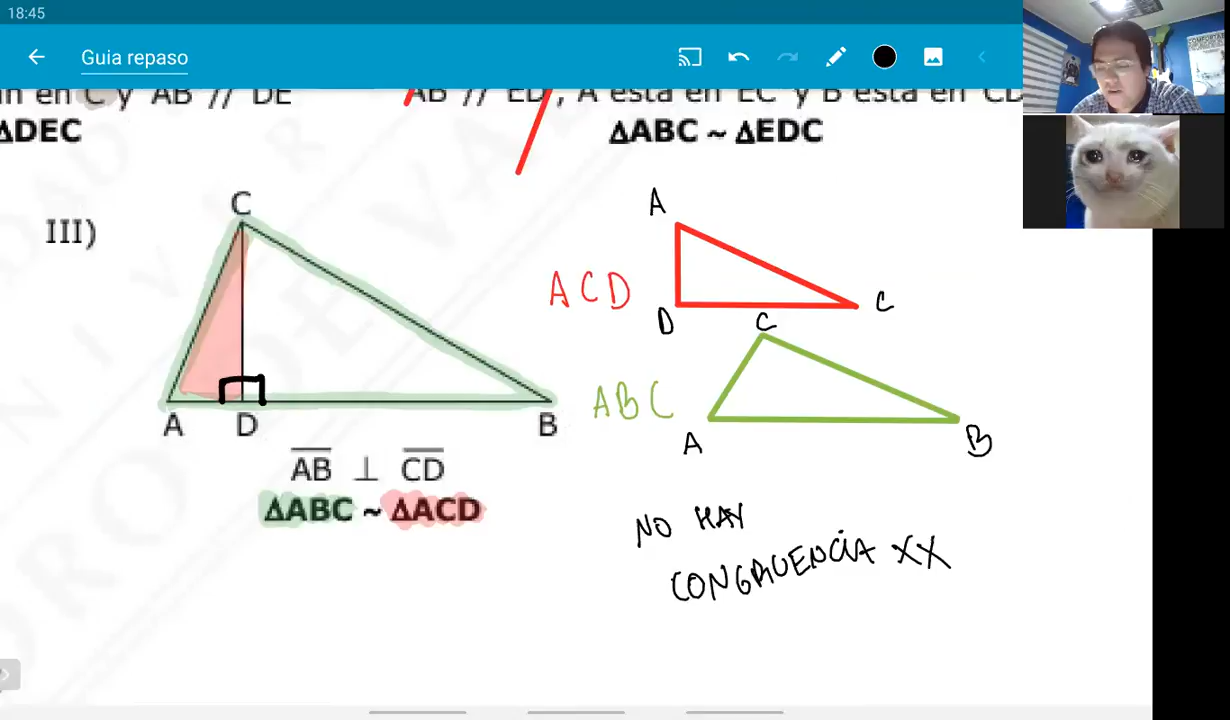 18:45
Guia repaso
en C y AB // DE
ΔDEC
AB // ED, A está en EC y B está en CD
ΔABC ~ ΔEDC
III)
C
A
D
B
AB ⊥ CD
ΔABC ~ ΔACD
A
ACD
D
C
C
ABC
A
B
NO HAY
CONGRUENCIA XX